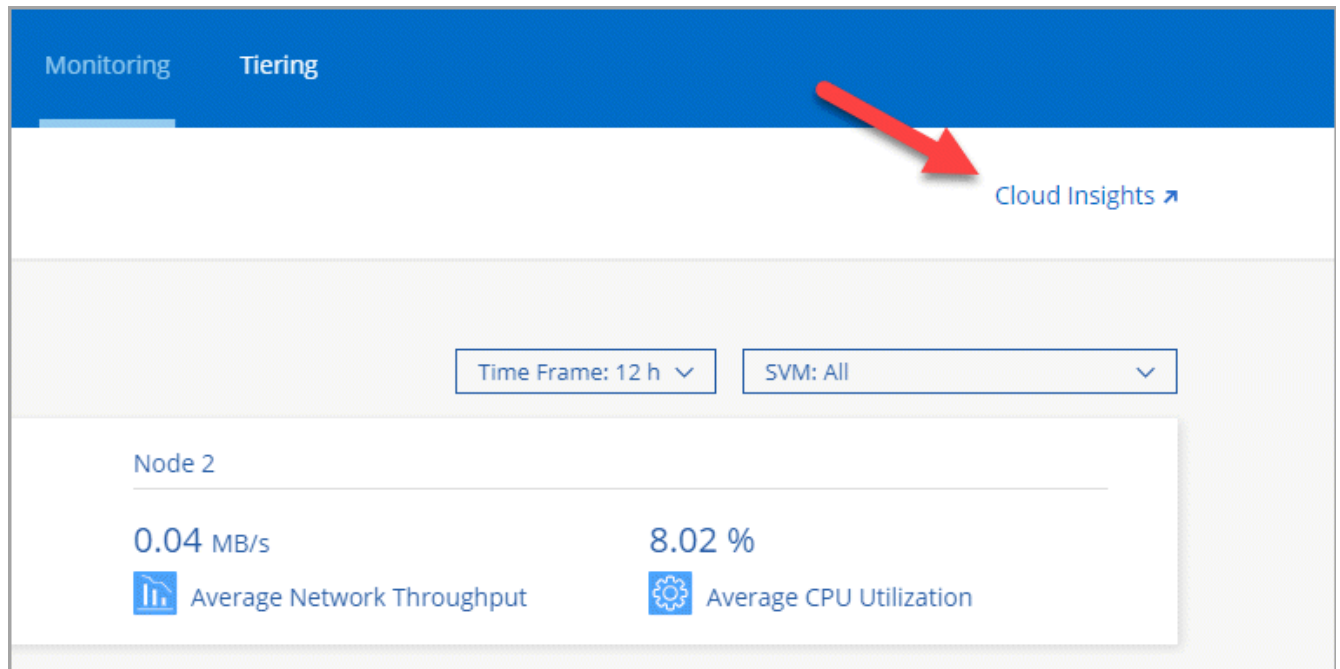 Monitoring Tiering
Cloud Insights
Time Frame: 12 h SVM: All
Node 2
0.04 MB/s 8.02 %
Average Network Throughput Average CPU Utilization